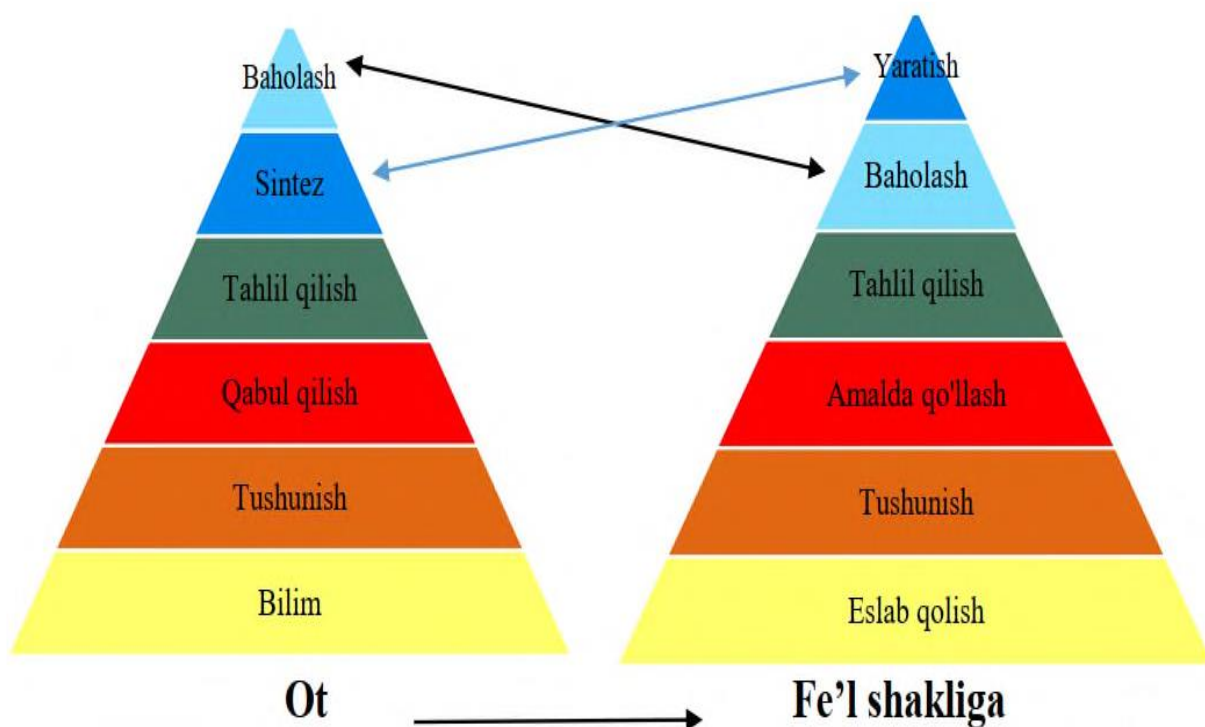 Baholash
Sintez
Tahlil qilish
Qabul qilish
Tushunish
Bilim
Ot
Yaratish
Baholash
Tahlil qilish
Amalda qo'llash
Tushunish
Eslab qolish
Fe’l shakliga